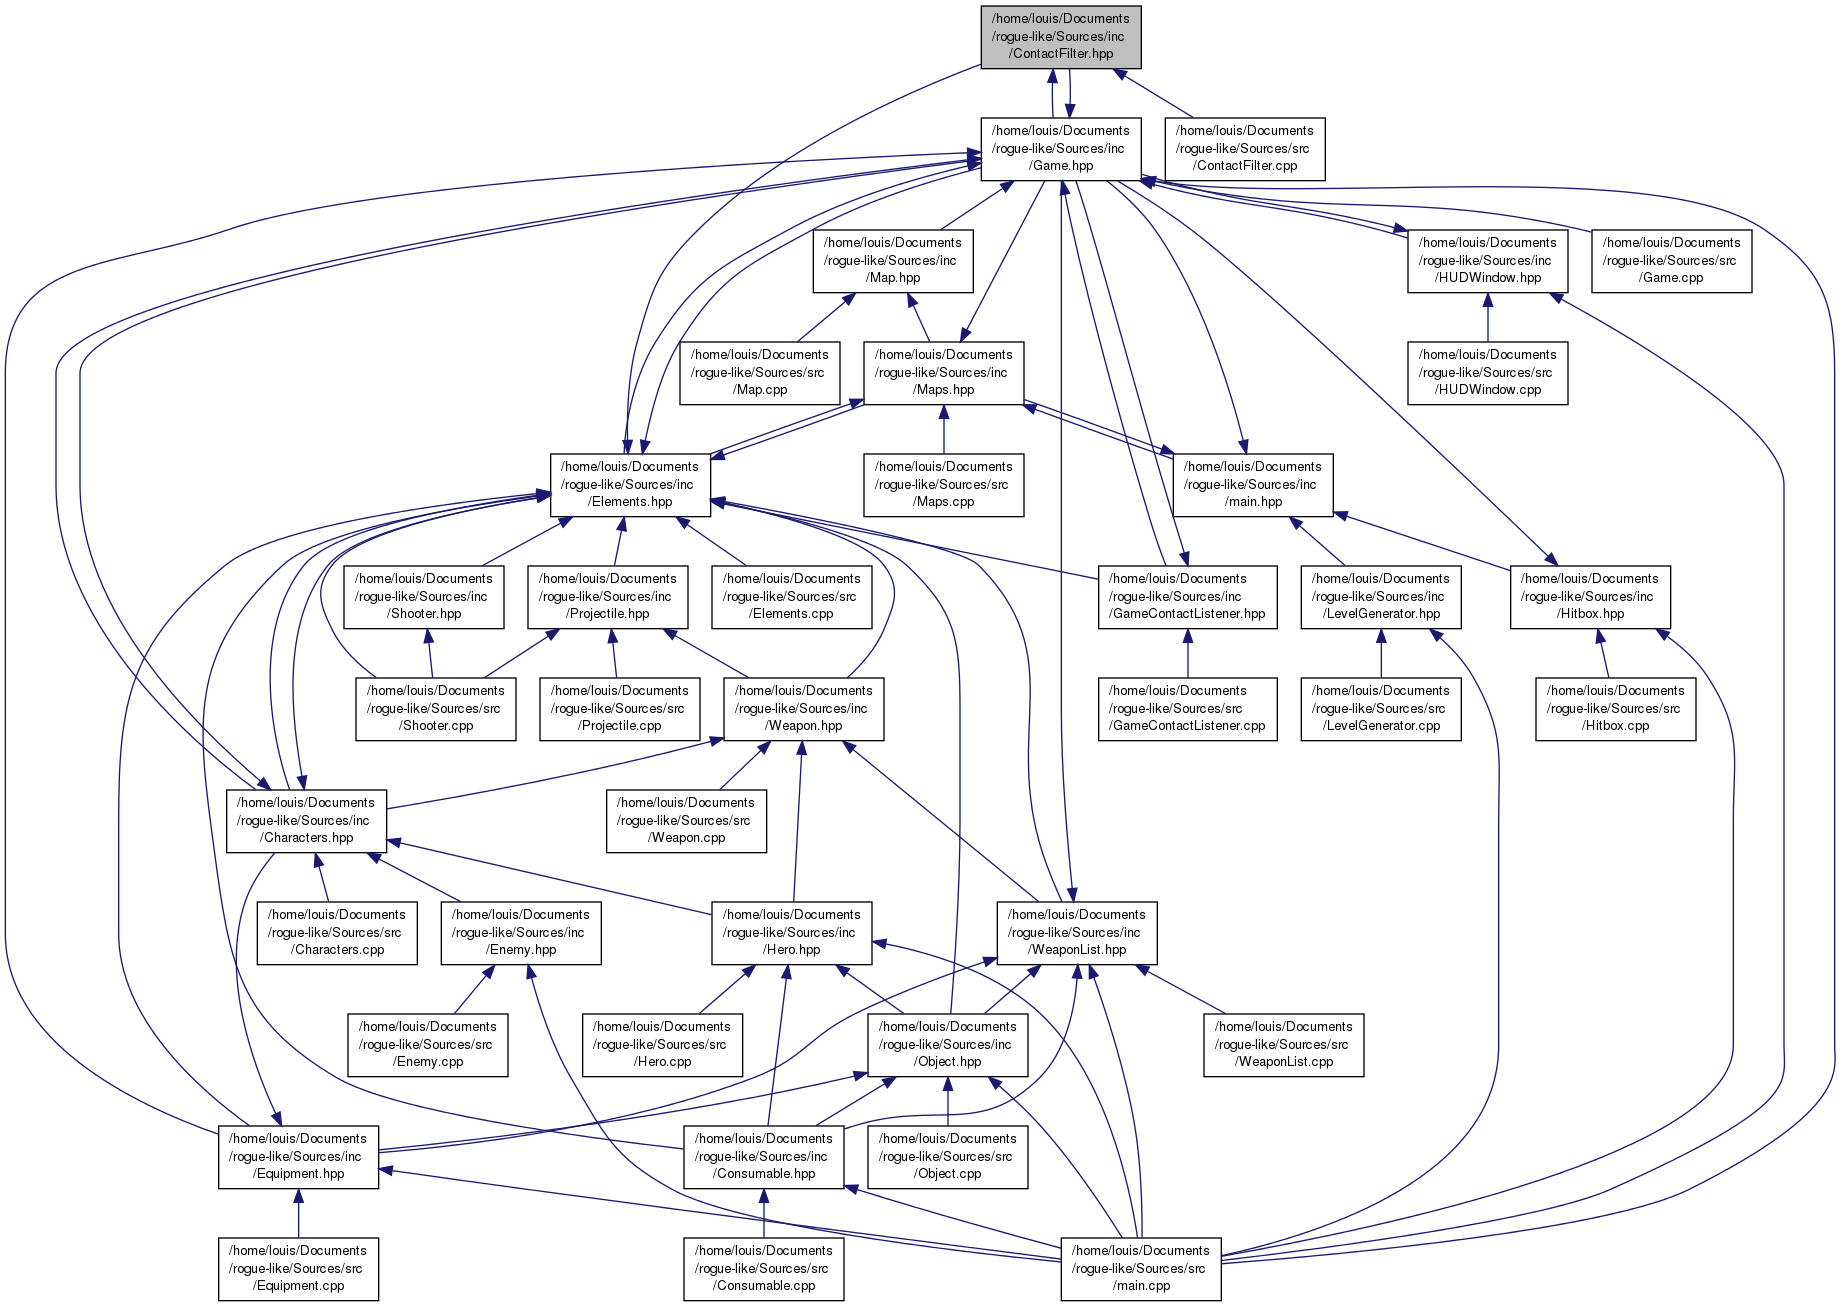 /home/louis/Documents
/rogue-like/Sources/inc
/ContactFilter.hpp
/home/louis/Documents
/rogue-like/Sources/inc
/Game.hpp
/home/louis/Documents
/rogue-like/Sources/src
/ContactFilter.cpp
/home/louis/Documents
/rogue-like/Sources/inc
/Map.hpp
/home/louis/Documents
/rogue-like/Sources/inc
/HUDWindow.hpp
/home/louis/Documents
/rogue-like/Sources/src
/Game.cpp
/home/louis/Documents
/rogue-like/Sources/src
/Map.cpp
/home/louis/Documents
/rogue-like/Sources/inc
/Maps.hpp
/home/louis/Documents
/rogue-like/Sources/src
/HUDWindow.cpp
/home/louis/Documents
/rogue-like/Sources/inc
/Elements.hpp
/home/louis/Documents
/rogue-like/Sources/src
/Maps.cpp
/home/louis/Documents
/rogue-like/Sources/inc
/main.hpp
/home/louis/Documents
/rogue-like/Sources/inc
/Shooter.hpp
/home/louis/Documents
/rogue-like/Sources/inc
/Projectile.hpp
/home/louis/Documents
/rogue-like/Sources/src
/Elements.cpp
/home/louis/Documents
/rogue-like/Sources/inc
/GameContactListener.hpp
/home/louis/Documents
/rogue-like/Sources/inc
/LevelGenerator.hpp
/home/louis/Documents
/rogue-like/Sources/inc
/Hitbox.hpp
/home/louis/Documents
/rogue-like/Sources/src
/Shooter.cpp
/home/louis/Documents
/rogue-like/Sources/src
/Projectile.cpp
/home/louis/Documents
/rogue-like/Sources/inc
/Weapon.hpp
/home/louis/Documents
/rogue-like/Sources/src
/GameContactListener.cpp
/home/louis/Documents
/rogue-like/Sources/src
/LevelGenerator.cpp
/home/louis/Documents
/rogue-like/Sources/src
/Hitbox.cpp
/home/louis/Documents
/rogue-like/Sources/inc
/Characters.hpp
/home/louis/Documents
/rogue-like/Sources/src
/Weapon.cpp
/home/louis/Documents
/rogue-like/Sources/src
/Characters.cpp
/home/louis/Documents
/rogue-like/Sources/inc
/Enemy.hpp
/home/louis/Documents
/rogue-like/Sources/inc
/Hero.hpp
/home/louis/Documents
/rogue-like/Sources/inc
/WeaponList.hpp
/home/louis/Documents
/rogue-like/Sources/src
/Enemy.cpp
/home/louis/Documents
/rogue-like/Sources/src
/Hero.cpp
/home/louis/Documents
/rogue-like/Sources/inc
/Object.hpp
/home/louis/Documents
/rogue-like/Sources/src
/WeaponList.cpp
/home/louis/Documents
/rogue-like/Sources/inc
/Equipment.hpp
/home/louis/Documents
/rogue-like/Sources/inc
/Consumable.hpp
/home/louis/Documents
/rogue-like/Sources/src
/Object.cpp
/home/louis/Documents
/rogue-like/Sources/src
/Equipment.cpp
/home/louis/Documents
/rogue-like/Sources/src
/Consumable.cpp
/home/louis/Documents
/rogue-like/Sources/src
/main.cpp